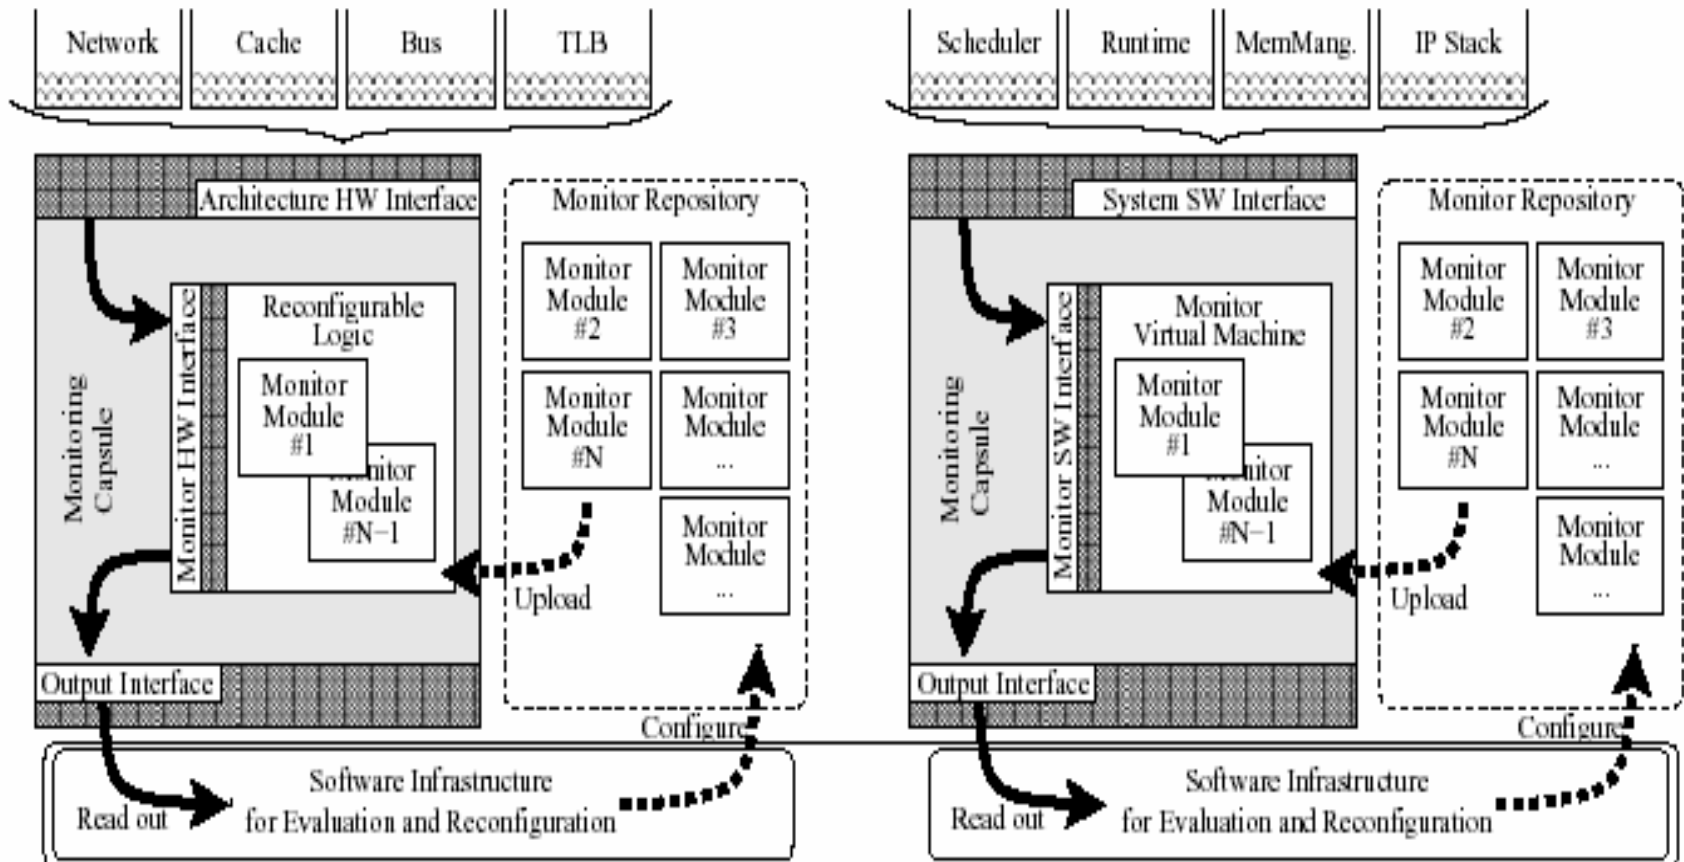 Network
Cache
Bus
TLB
Architecture HW Interface
Monitoring
Capsule
Monitor HW Interface
Reconfigurable
Logic
Monitor
Module
#1
Monitor
Module
#N−1
Output Interface
Monitor Repository
Monitor
Module
#2
Monitor
Module
#3
Monitor
Module
#N
Monitor
Module
...
Monitor
Module
...
Upload
Configure
Read out
Software Infrastructure
for Evaluation and Reconfiguration
Scheduler
Runtime
MemMang.
IP Stack
System SW Interface
Monitoring
Capsule
Monitor SW Interface
Monitor
Virtual Machine
Monitor
Module
#1
Monitor
Module
#N−1
Output Interface
Monitor Repository
Monitor
Module
#2
Monitor
Module
#3
Monitor
Module
#N
Monitor
Module
...
Monitor
Module
...
Upload
Configure
Read out
Software Infrastructure
for Evaluation and Reconfiguration